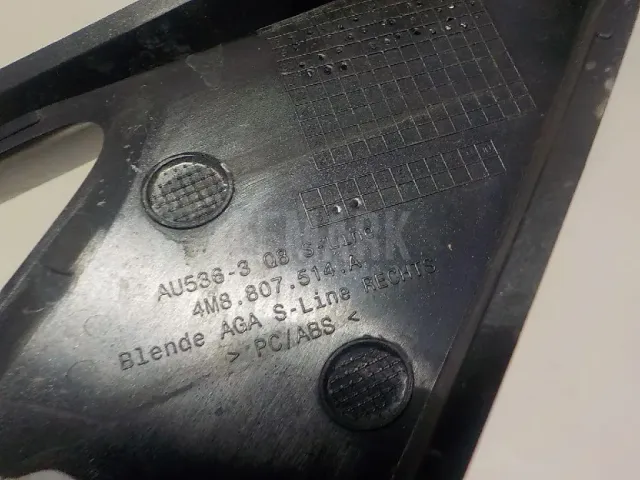 AU536-3 Q8 S-Line
4M8.807.514.A
Blende AGA S-Line RECHTS
> PC/ABS <